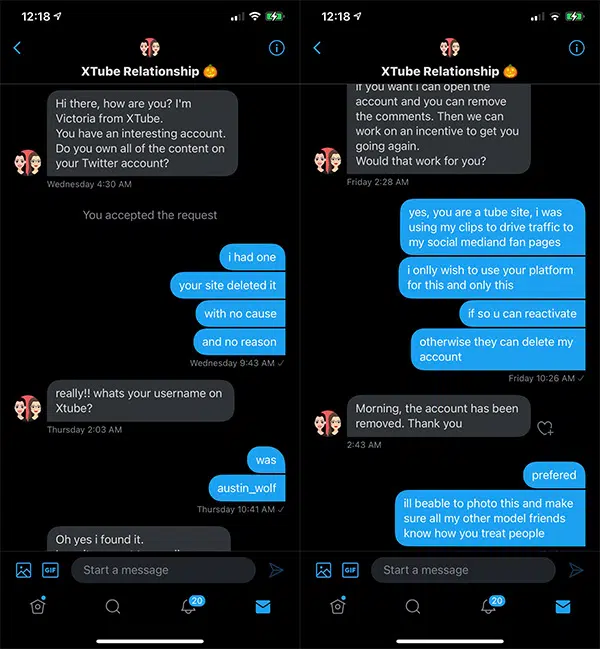 12:18
XTube Relationship 🎃
Hi there, how are you? I'm
Victoria from XTube.
You have an interesting account.
Do you own all of the content on
your Twitter account?
Wednesday 4:30 AM
You accepted the request
i had one
your site deleted it
with no cause
and no reason
Wednesday 9:43 AM ✓
really!! whats your username on
Xtube?
Thursday 2:03 AM
was
austin_wolf
Thursday 10:41 AM ✓
Oh yes i found it.
GIF
Start a message
20
12:18
XTube Relationship 🎃
If you want i can open the
account and you can remove
the comments. Then we can
work on an incentive to get you
going again.
Would that work for you?
Friday 2:28 AM
yes, you are a tube site, i was
using my clips to drive traffic to
my social mediand fan pages
i onlly wish to use your platform
for this and only this
if so u can reactivate
otherwise they can delete my
account
Friday 10:26 AM ✓
Morning, the account has been
removed. Thank you
2:43 AM
prefered
ill beable to photo this and make
sure all my other model friends
know how you treat people
GIF
Start a message
20